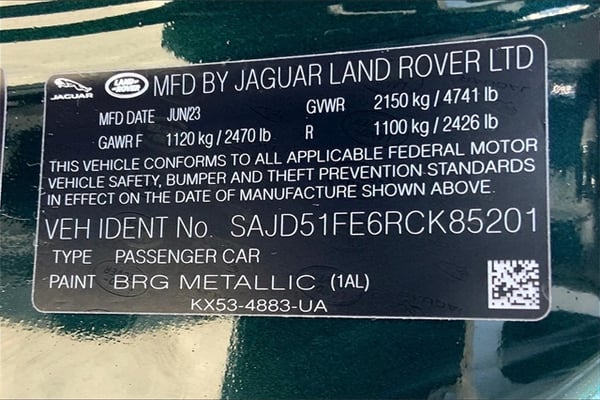 JAGUAR LAND ROVER MFD BY JAGUAR LAND ROVER LTD
MFD DATE JUN/23 GVWR 2150 kg / 4741 lb
GAWR F 1120 kg / 2470 lb R 1100 kg / 2426 lb
THIS VEHICLE CONFORMS TO ALL APPLICABLE FEDERAL MOTOR
VEHICLE SAFETY, BUMPER AND THEFT PREVENTION STANDARDS
IN EFFECT ON THE DATE OF MANUFACTURE SHOWN ABOVE.
VEH IDENT No. SAJD51FE6RCK85201
TYPE PASSENGER CAR
PAINT BRG METALLIC (1AL)
KX53-4883-UA